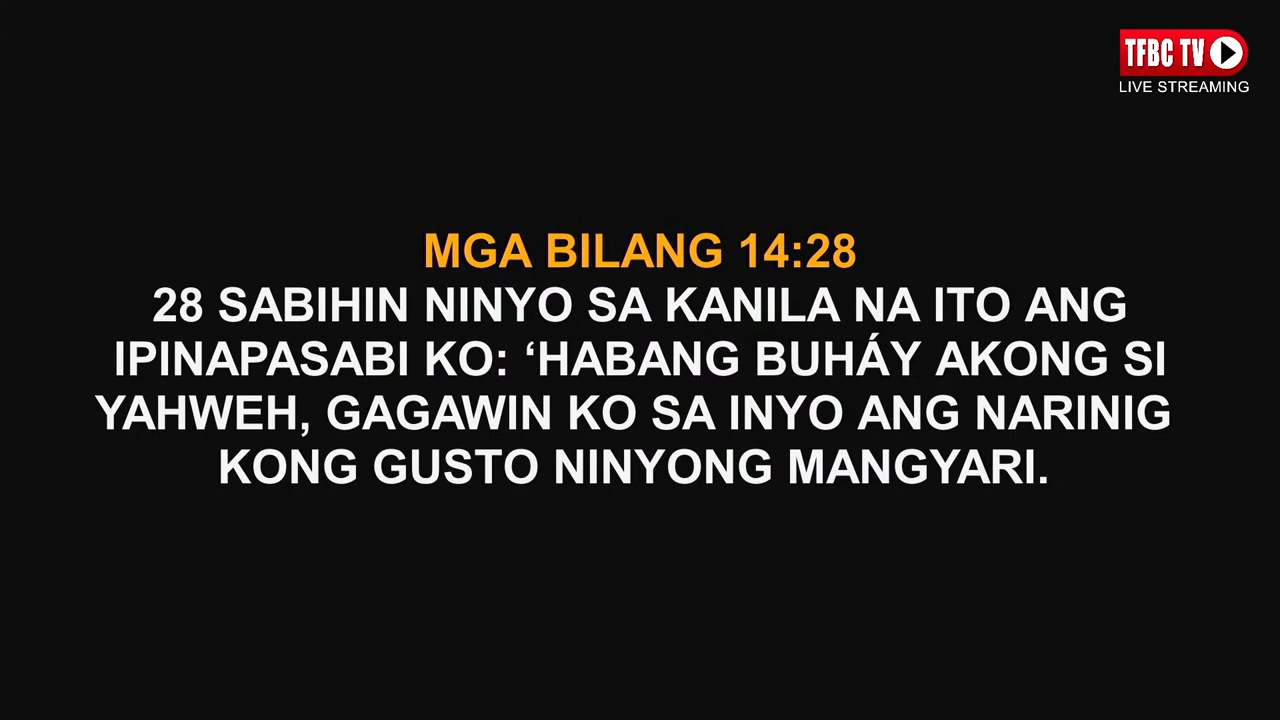 TFBC TV
LIVE STREAMING
MGA BILANG 14:28
28 SABIHIN NINYO SA KANILA NA ITO ANG
IPINAPASABI KO: ‘HABANG BUHÁY AKONG SI
YAHWEH, GAGAWIN KO SA INYO ANG NARINIG
KONG GUSTO NINYONG MANGYARI.